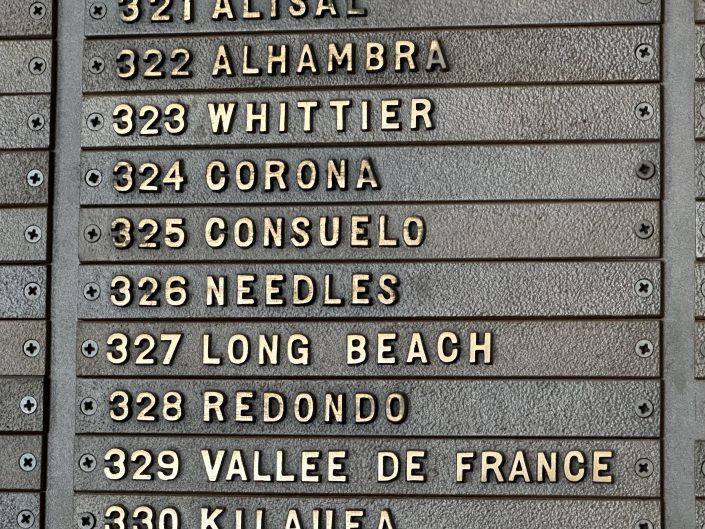 321 ALISAL
322 ALHAMBRA
323 WHITTIER
324 CORONA
325 CONSUELO
326 NEEDLES
327 LONG BEACH
328 REDONDO
329 VALLEE DE FRANCE
330 KILAUEA